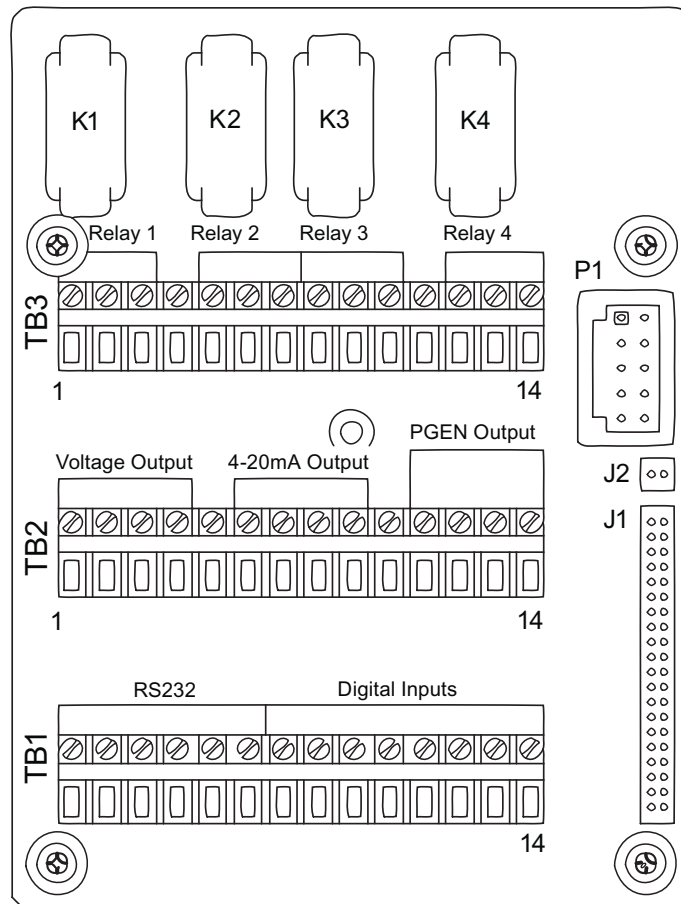 K1 K2 K3 K4
Relay 1 Relay 2 Relay 3 Relay 4
P1
TB3
1 14
PGEN Output
Voltage Output 4-20mA Output
J2
J1
TB2
1 14
RS232 Digital Inputs
TB1
14